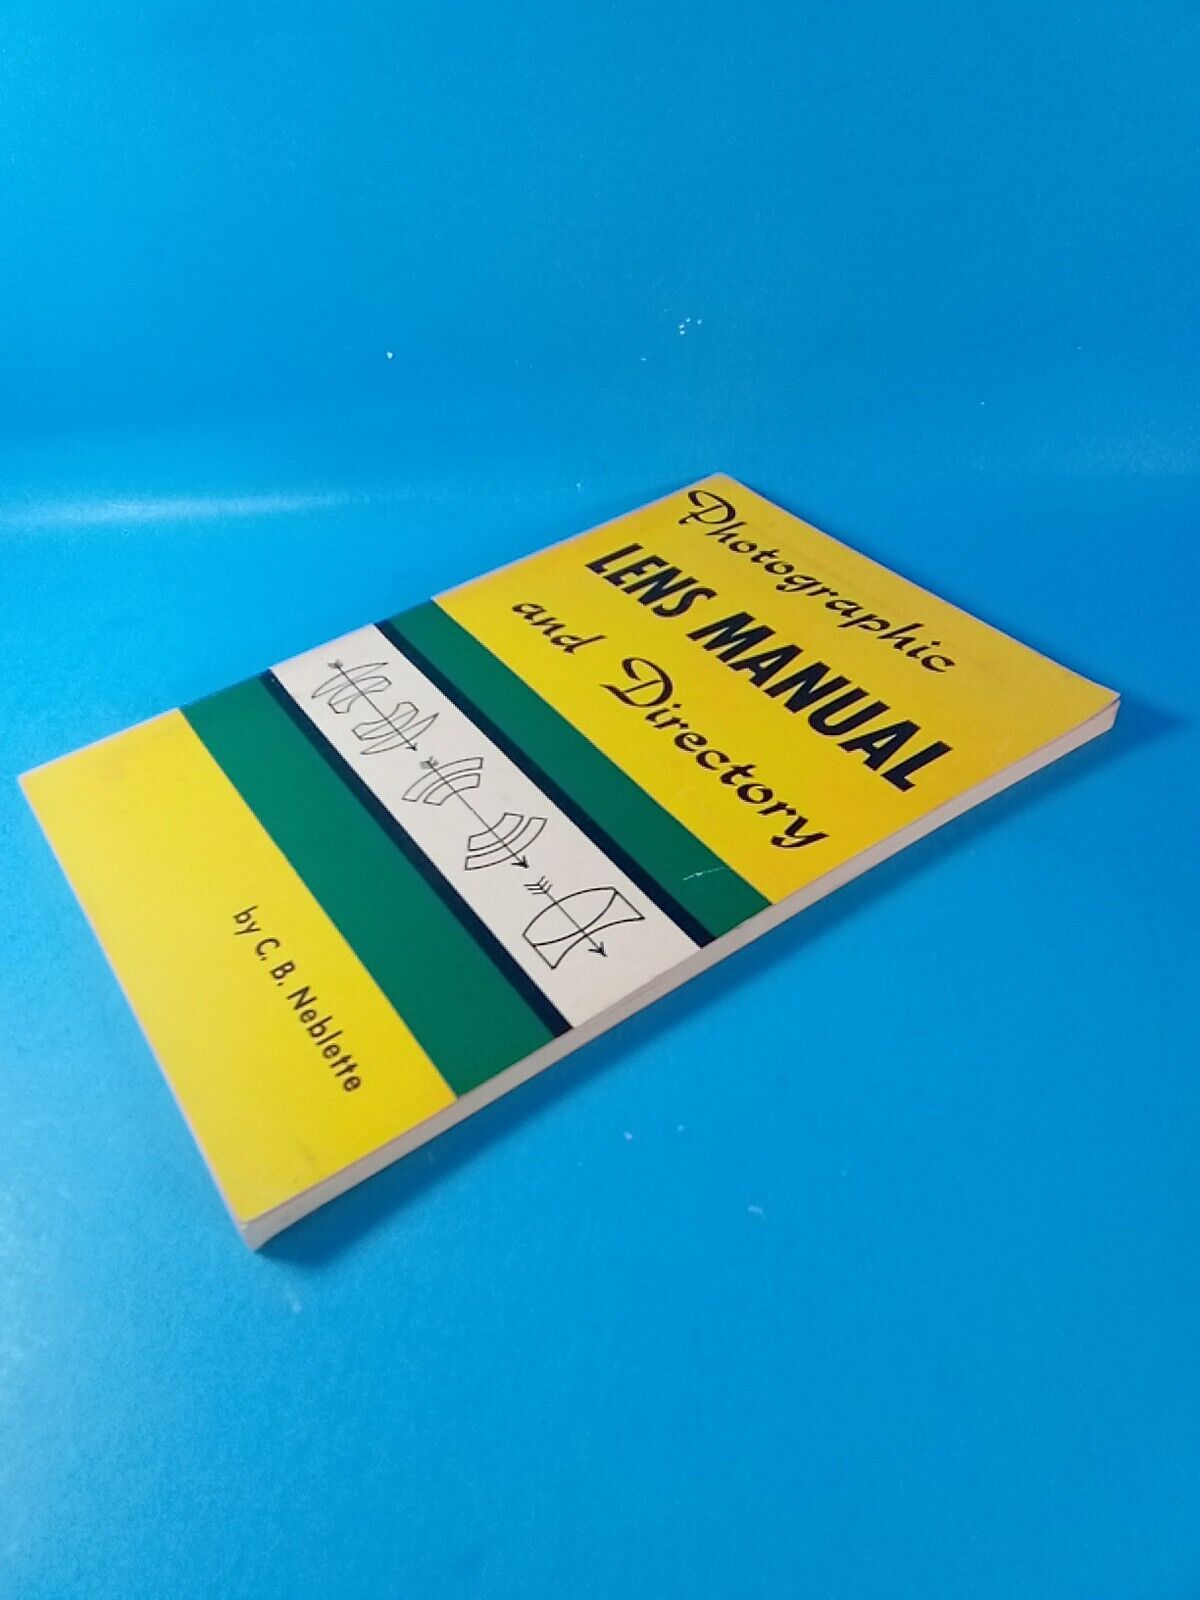 Photographic
LENS MANUAL
and Directory
by C. B. Neblette